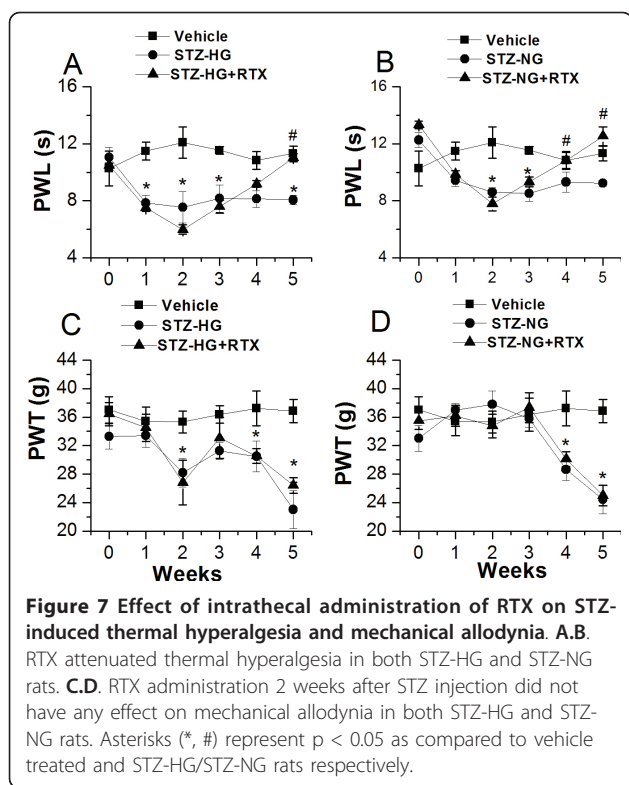 A
Vehicle
STZ-HG
STZ-HG+RTX
PWL (s)
16
12
8
4
#
* * * *
0 1 2 3 4 5
B
Vehicle
STZ-NG
STZ-NG+RTX
PWL (s)
16
12
8
4
# #
* *
0 1 2 3 4 5
C
Vehicle
STZ-HG
STZ-HG+RTX
PWT (g)
44
40
36
32
28
24
20
* * *
0 1 2 3 4 5
Weeks
D
Vehicle
STZ-NG
STZ-NG+RTX
PWT (g)
44
40
36
32
28
24
20
* *
0 1 2 3 4 5
Weeks
Figure 7 Effect of intrathecal administration of RTX on STZ-
induced thermal hyperalgesia and mechanical allodynia. A.B.
RTX attenuated thermal hyperalgesia in both STZ-HG and STZ-NG
rats. C.D. RTX administration 2 weeks after STZ injection did not
have any effect on mechanical allodynia in both STZ-HG and STZ-
NG rats. Asterisks (*, #) represent p < 0.05 as compared to vehicle
treated and STZ-HG/STZ-NG rats respectively.